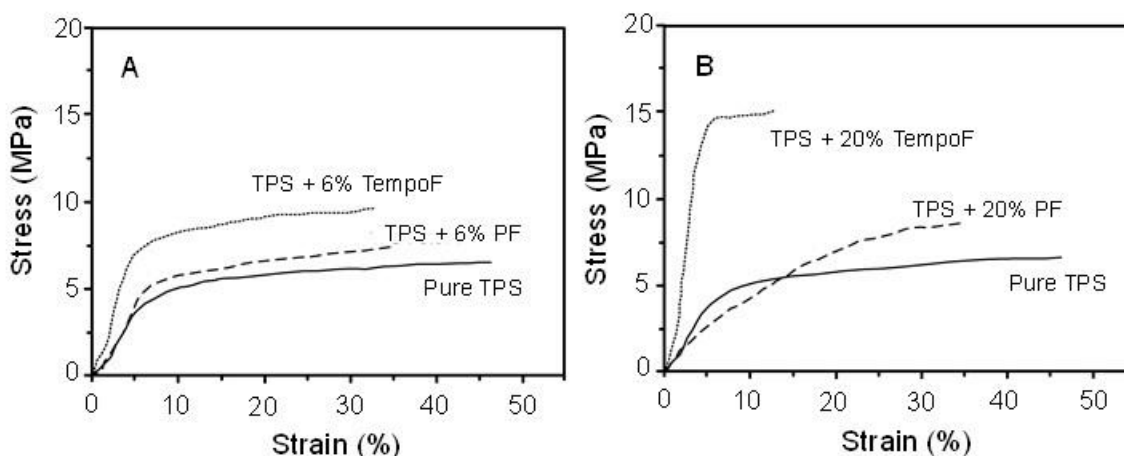 A
Stress (MPa)
20
15
10
5
0
TPS + 6% TempoF
TPS + 6% PF
Pure TPS
0 10 20 30 40 50
Strain (%)
B
Stress (MPa)
20
15
10
5
0
TPS + 20% TempoF
TPS + 20% PF
Pure TPS
0 10 20 30 40 50
Strain (%)